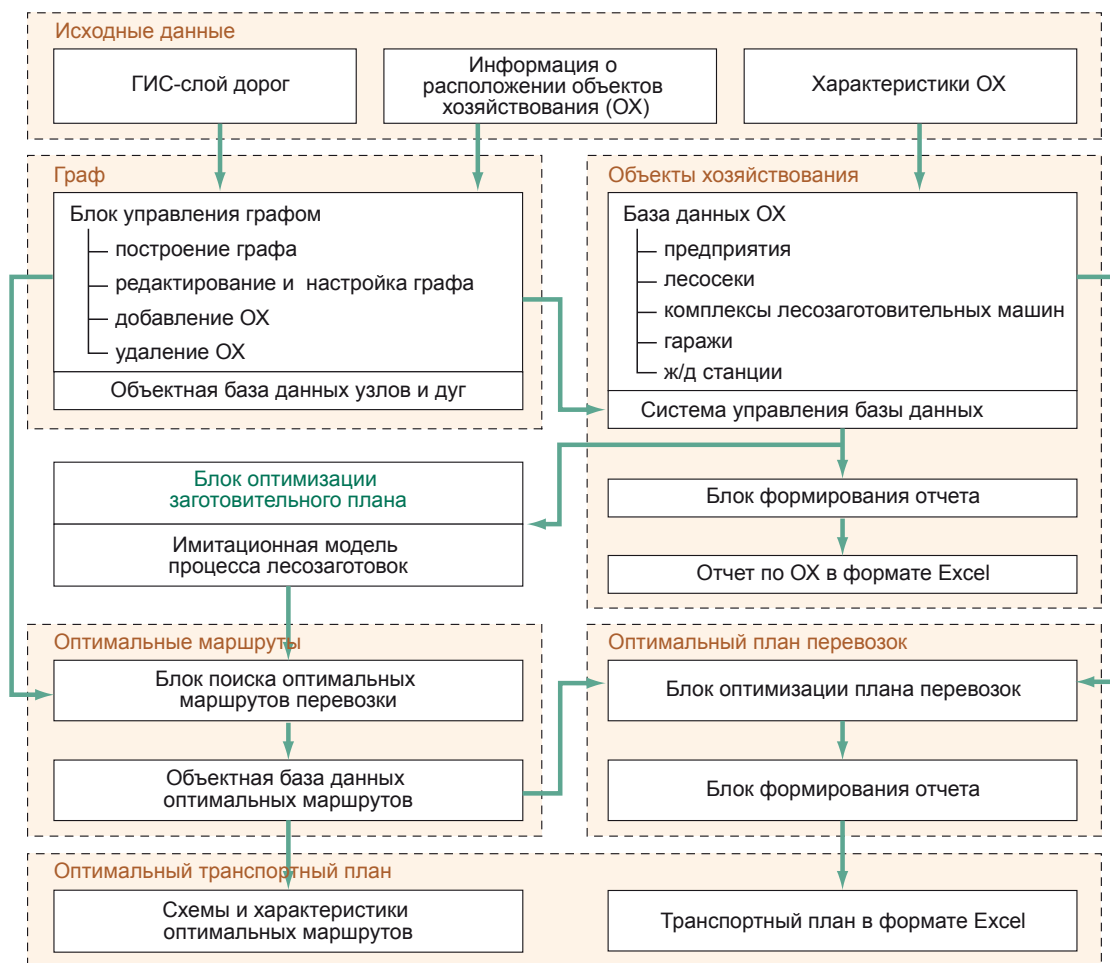 Исходные данные
ГИС-слой дорог
Информация о
расположении объектов
хозяйствования (ОХ)
Характеристики ОХ
Граф
Блок управления графом
построение графа
редактирование и настройка графа
добавление ОХ
удаление ОХ
Объектная база данных узлов и дуг
Объекты хозяйствования
База данных ОХ
предприятия
лесосеки
комплексы лесозаготовительных машин
гаражи
ж/д станции
Система управления базы данных
Блок оптимизации
заготовительного плана
Имитационная модель
процесса лесозаготовок
Блок формирования отчета
Отчет по ОХ в формате Excel
Оптимальные маршруты
Блок поиска оптимальных
маршрутов перевозки
Объектная база данных
оптимальных маршрутов
Оптимальный план перевозок
Блок оптимизации плана перевозок
Блок формирования отчета
Оптимальный транспортный план
Схемы и характеристики
оптимальных маршрутов
Транспортный план в формате Excel